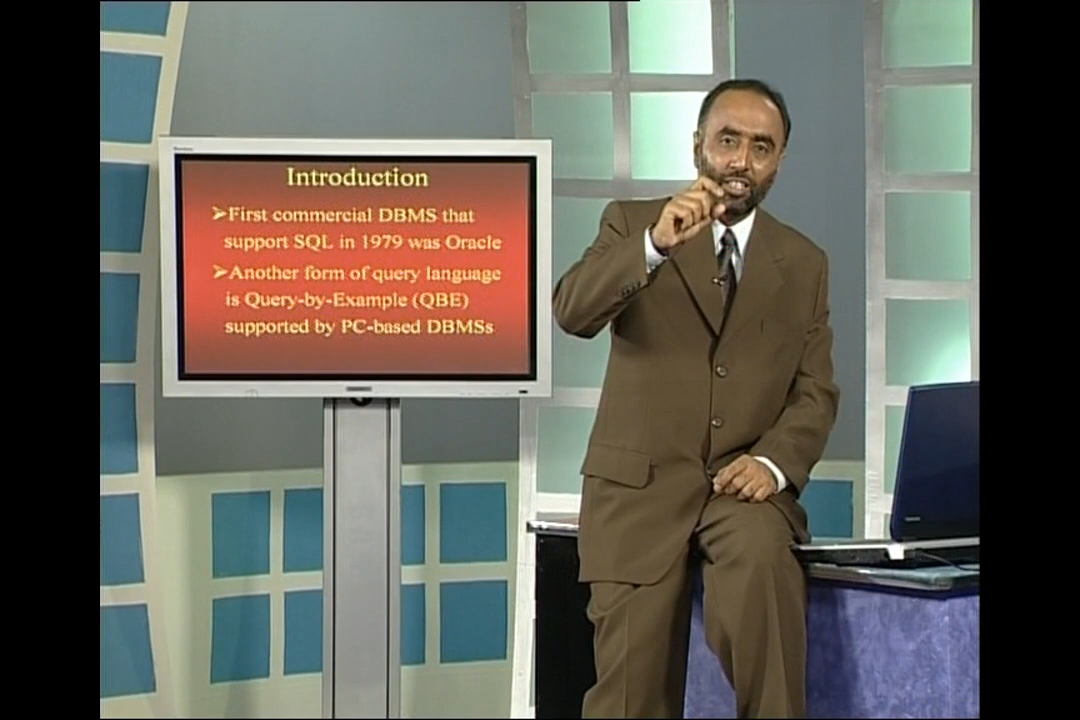 Introduction
➢First commercial DBMS that
support SQL in 1979 was Oracle
➢Another form of query language
is Query-by-Example (QBE)
supported by PC-based DBMSs